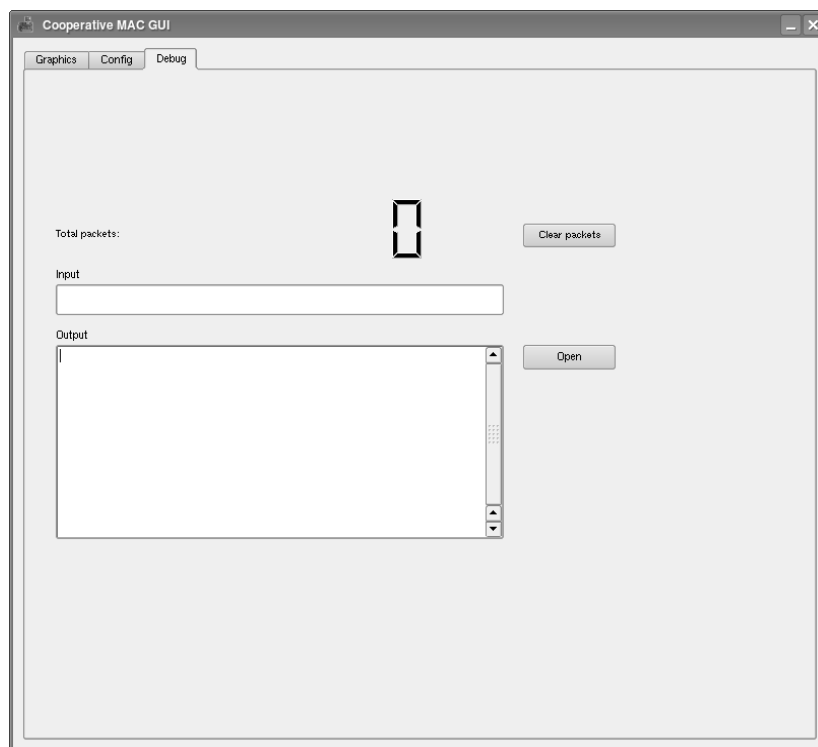 Cooperative MAC GUI
Graphics Config Debug
Total packets: 0 Clear packets
Input
Output
Open